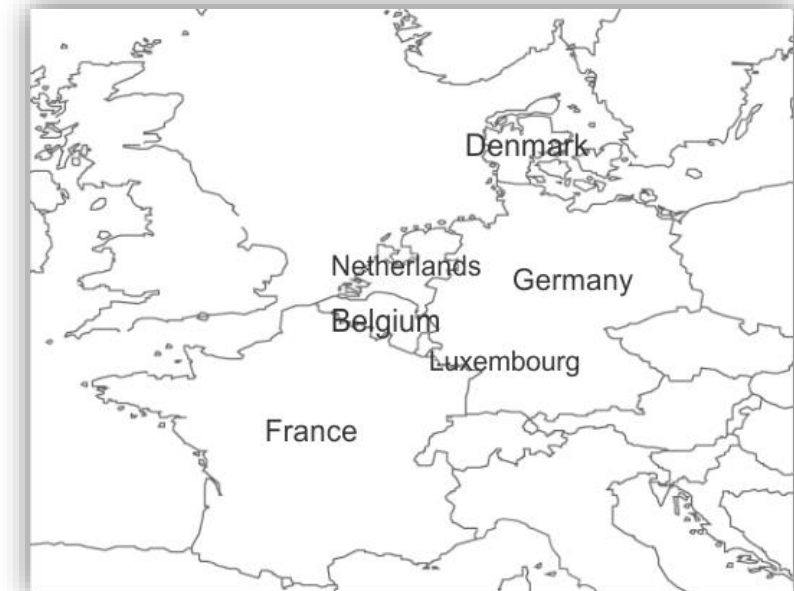 Denmark
Netherlands
Germany
Belgium
Luxembourg
France